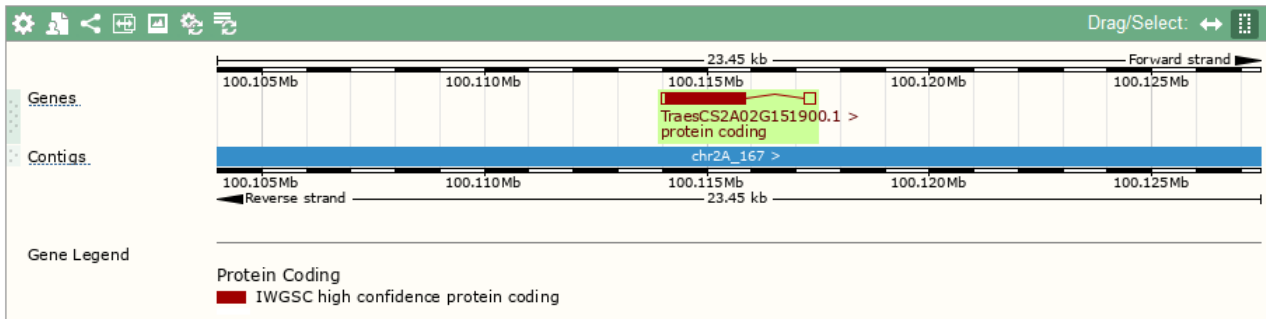 Drag/Select:
23.45 kb Forward strand
100.105Mb 100.110Mb 100.115Mb 100.120Mb 100.125Mb
Genes
TraesCS2A02G151900.1 >
protein coding
Contigs chr2A_167 >
100.105Mb 100.110Mb 100.115Mb 100.120Mb 100.125Mb
Reverse strand 23.45 kb
Gene Legend
Protein Coding
IWGSC high confidence protein coding